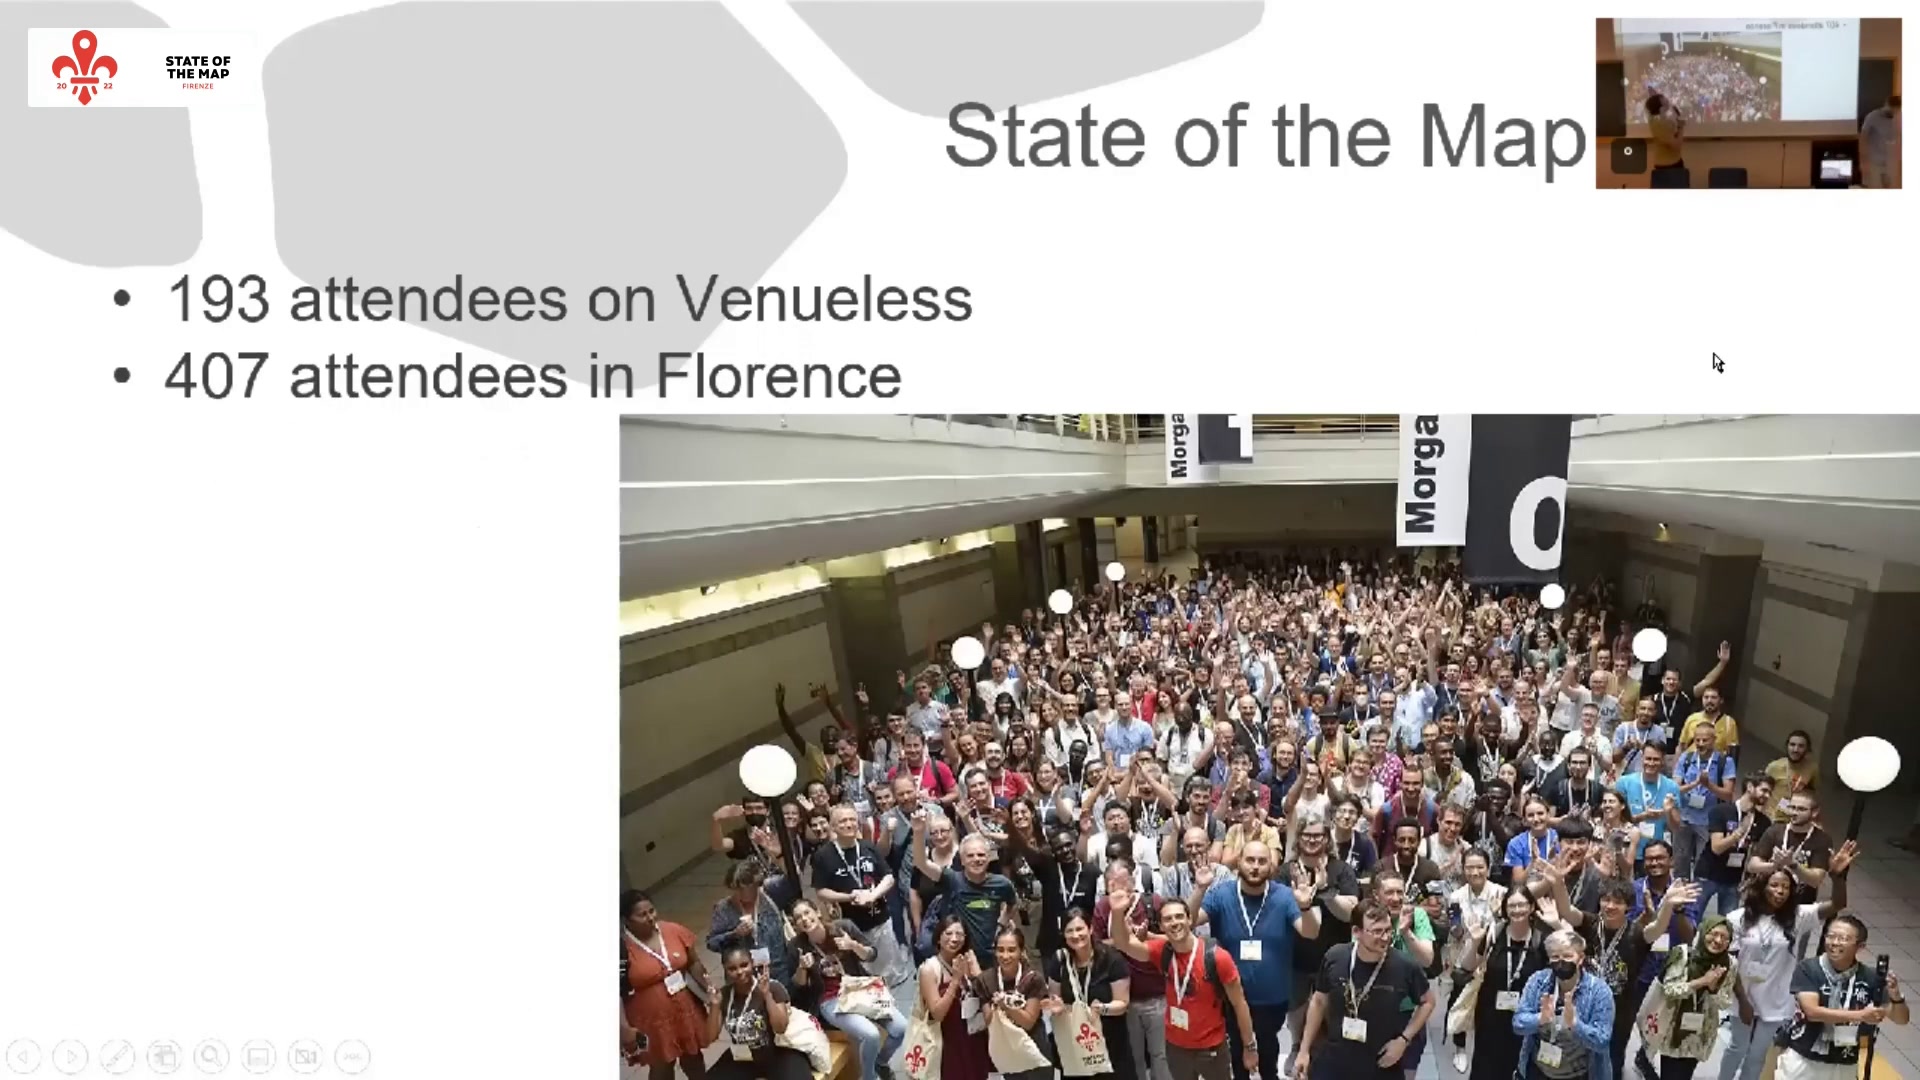 STATE OF
THE MAP
FIRENZE
20 22
State of the Map
• 193 attendees on Venueless
• 407 attendees in Florence
Morga
Morga
O